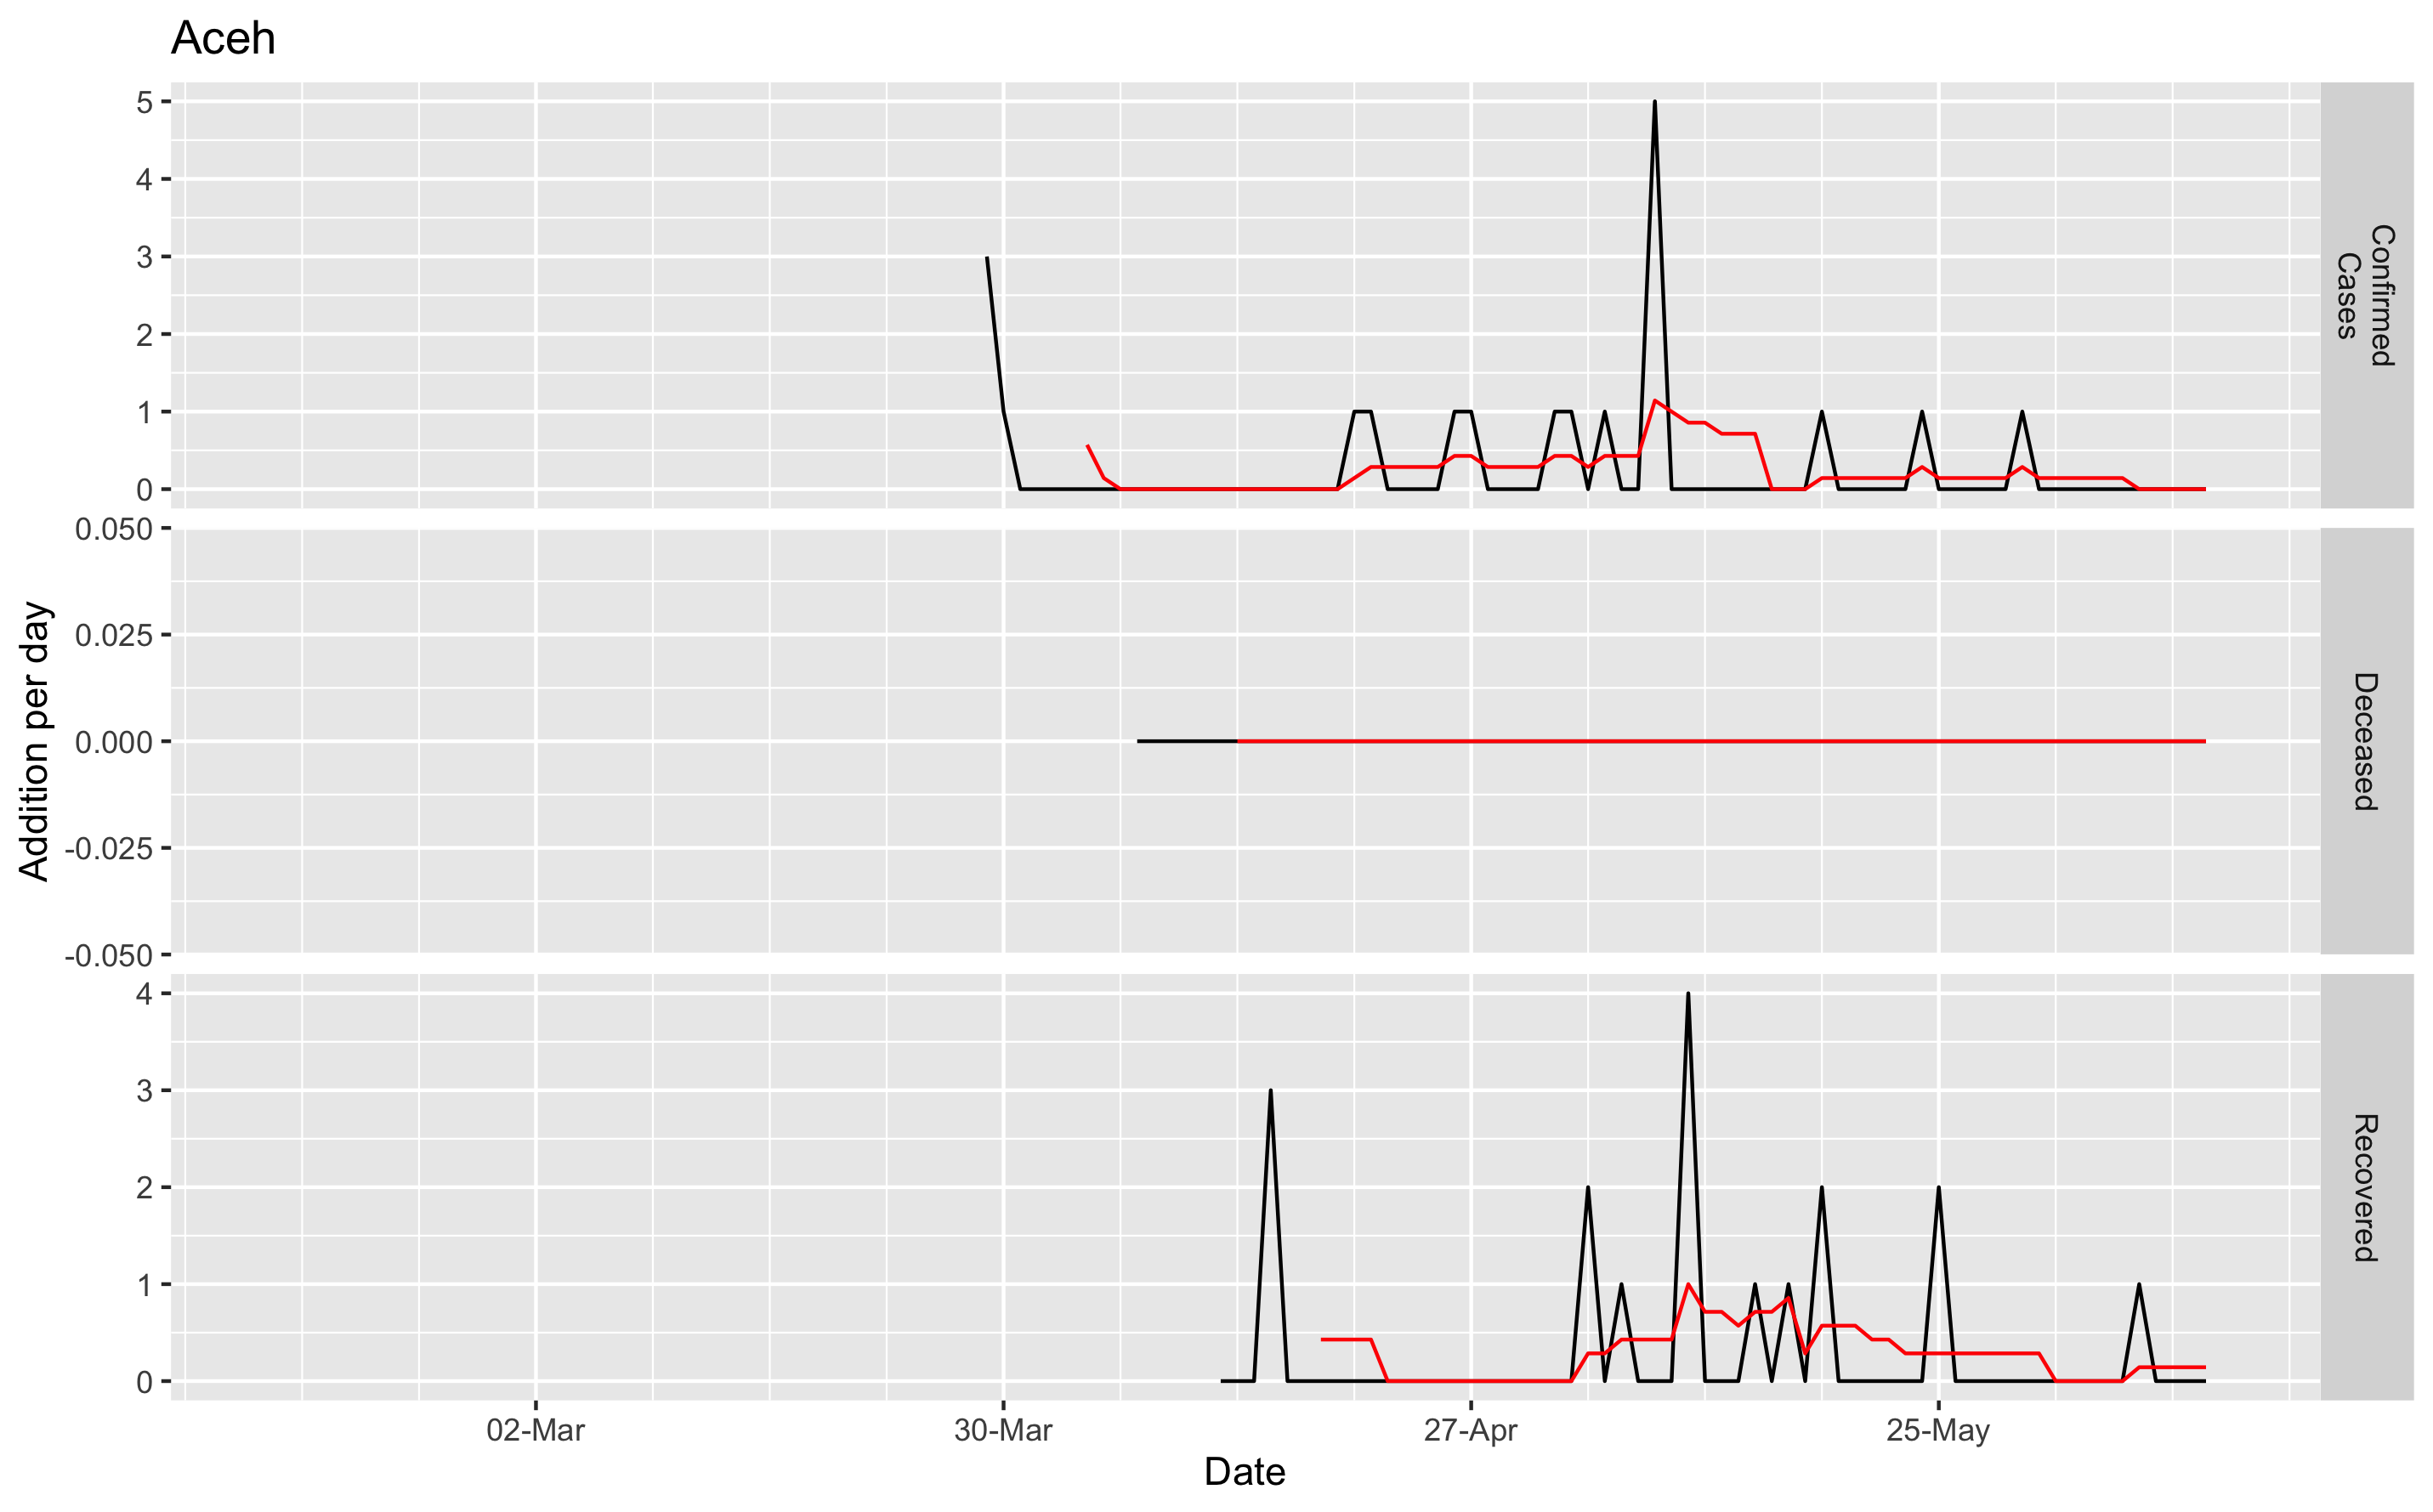 Aceh
5
4
3
2
1
0
Confirmed
Cases
0.050
0.025
0.000
-0.025
-0.050
Deceased
4
3
2
1
0
Recovered
Addition per day
02-Mar
30-Mar
27-Apr
25-May
Date